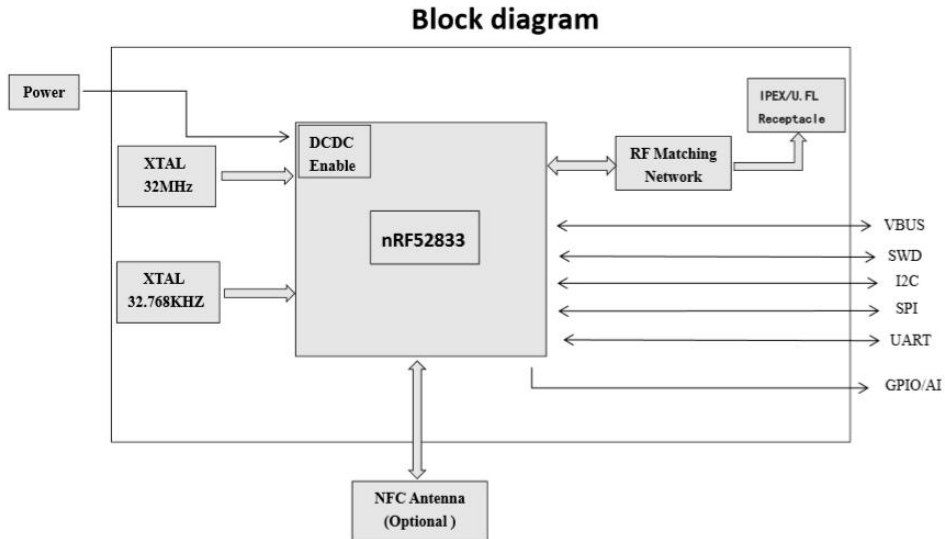 Block diagram
Power
DCDC
Enable
XTAL
32MHz
nRF52833
XTAL
32.768KHZ
RF Matching
Network
IPEX/U.FL
Receptacle
VBUS
SWD
I2C
SPI
UART
GPIO/AI
NFC Antenna
(Optional )